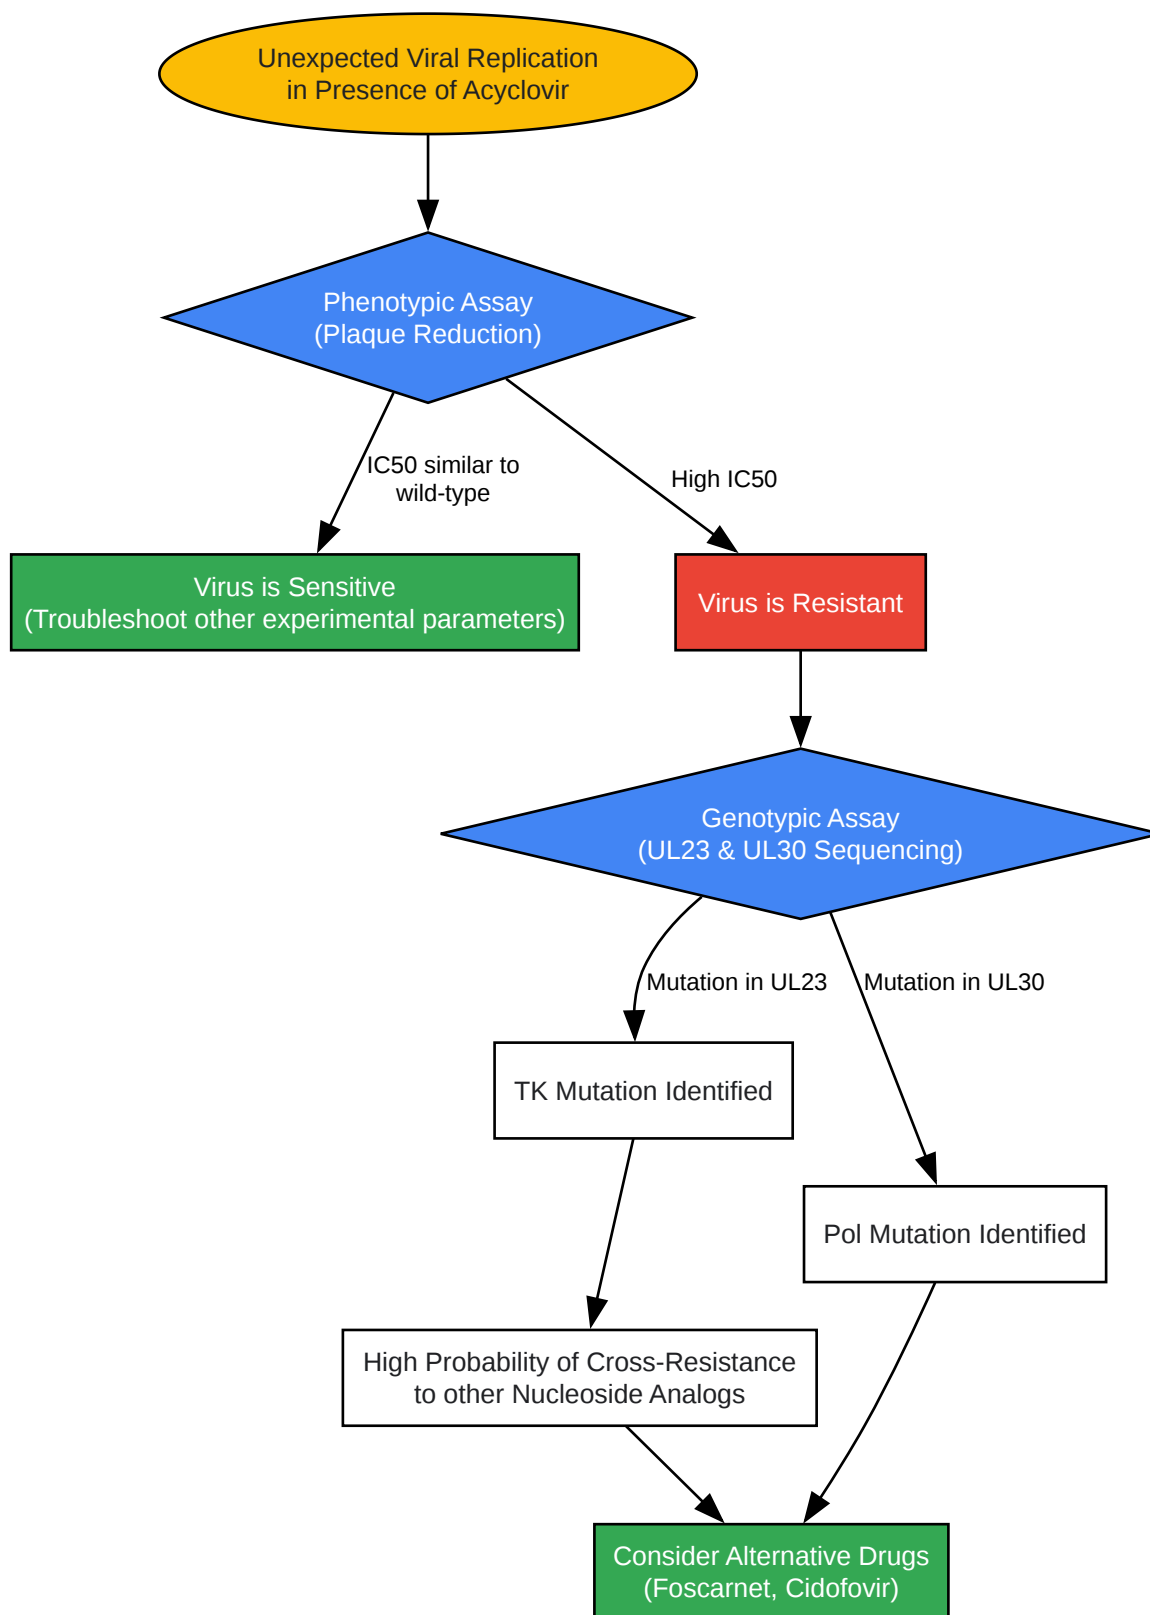 Unexpected Viral Replication
in Presence of Acyclovir
Phenotypic Assay
(Plaque Reduction)
IC50 similar to
wild-type
High IC50
Virus is Sensitive
(Troubleshoot other experimental parameters)
Virus is Resistant
Genotypic Assay
(UL23 & UL30 Sequencing)
Mutation in UL23
Mutation in UL30
TK Mutation Identified
Pol Mutation Identified
High Probability of Cross-Resistance
to other Nucleoside Analogs
Consider Alternative Drugs
(Foscarnet, Cidofovir)